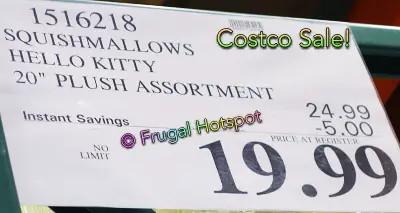 1516218
Costco Sale!
SQUISHMALLOWS
HELLO KITTY
20" PLUSH ASSORTMENT
24.99
Instant Savings -5.00
© Frugal Hotspot
PRICE AT REGISTER
NO
LIMIT
19.99